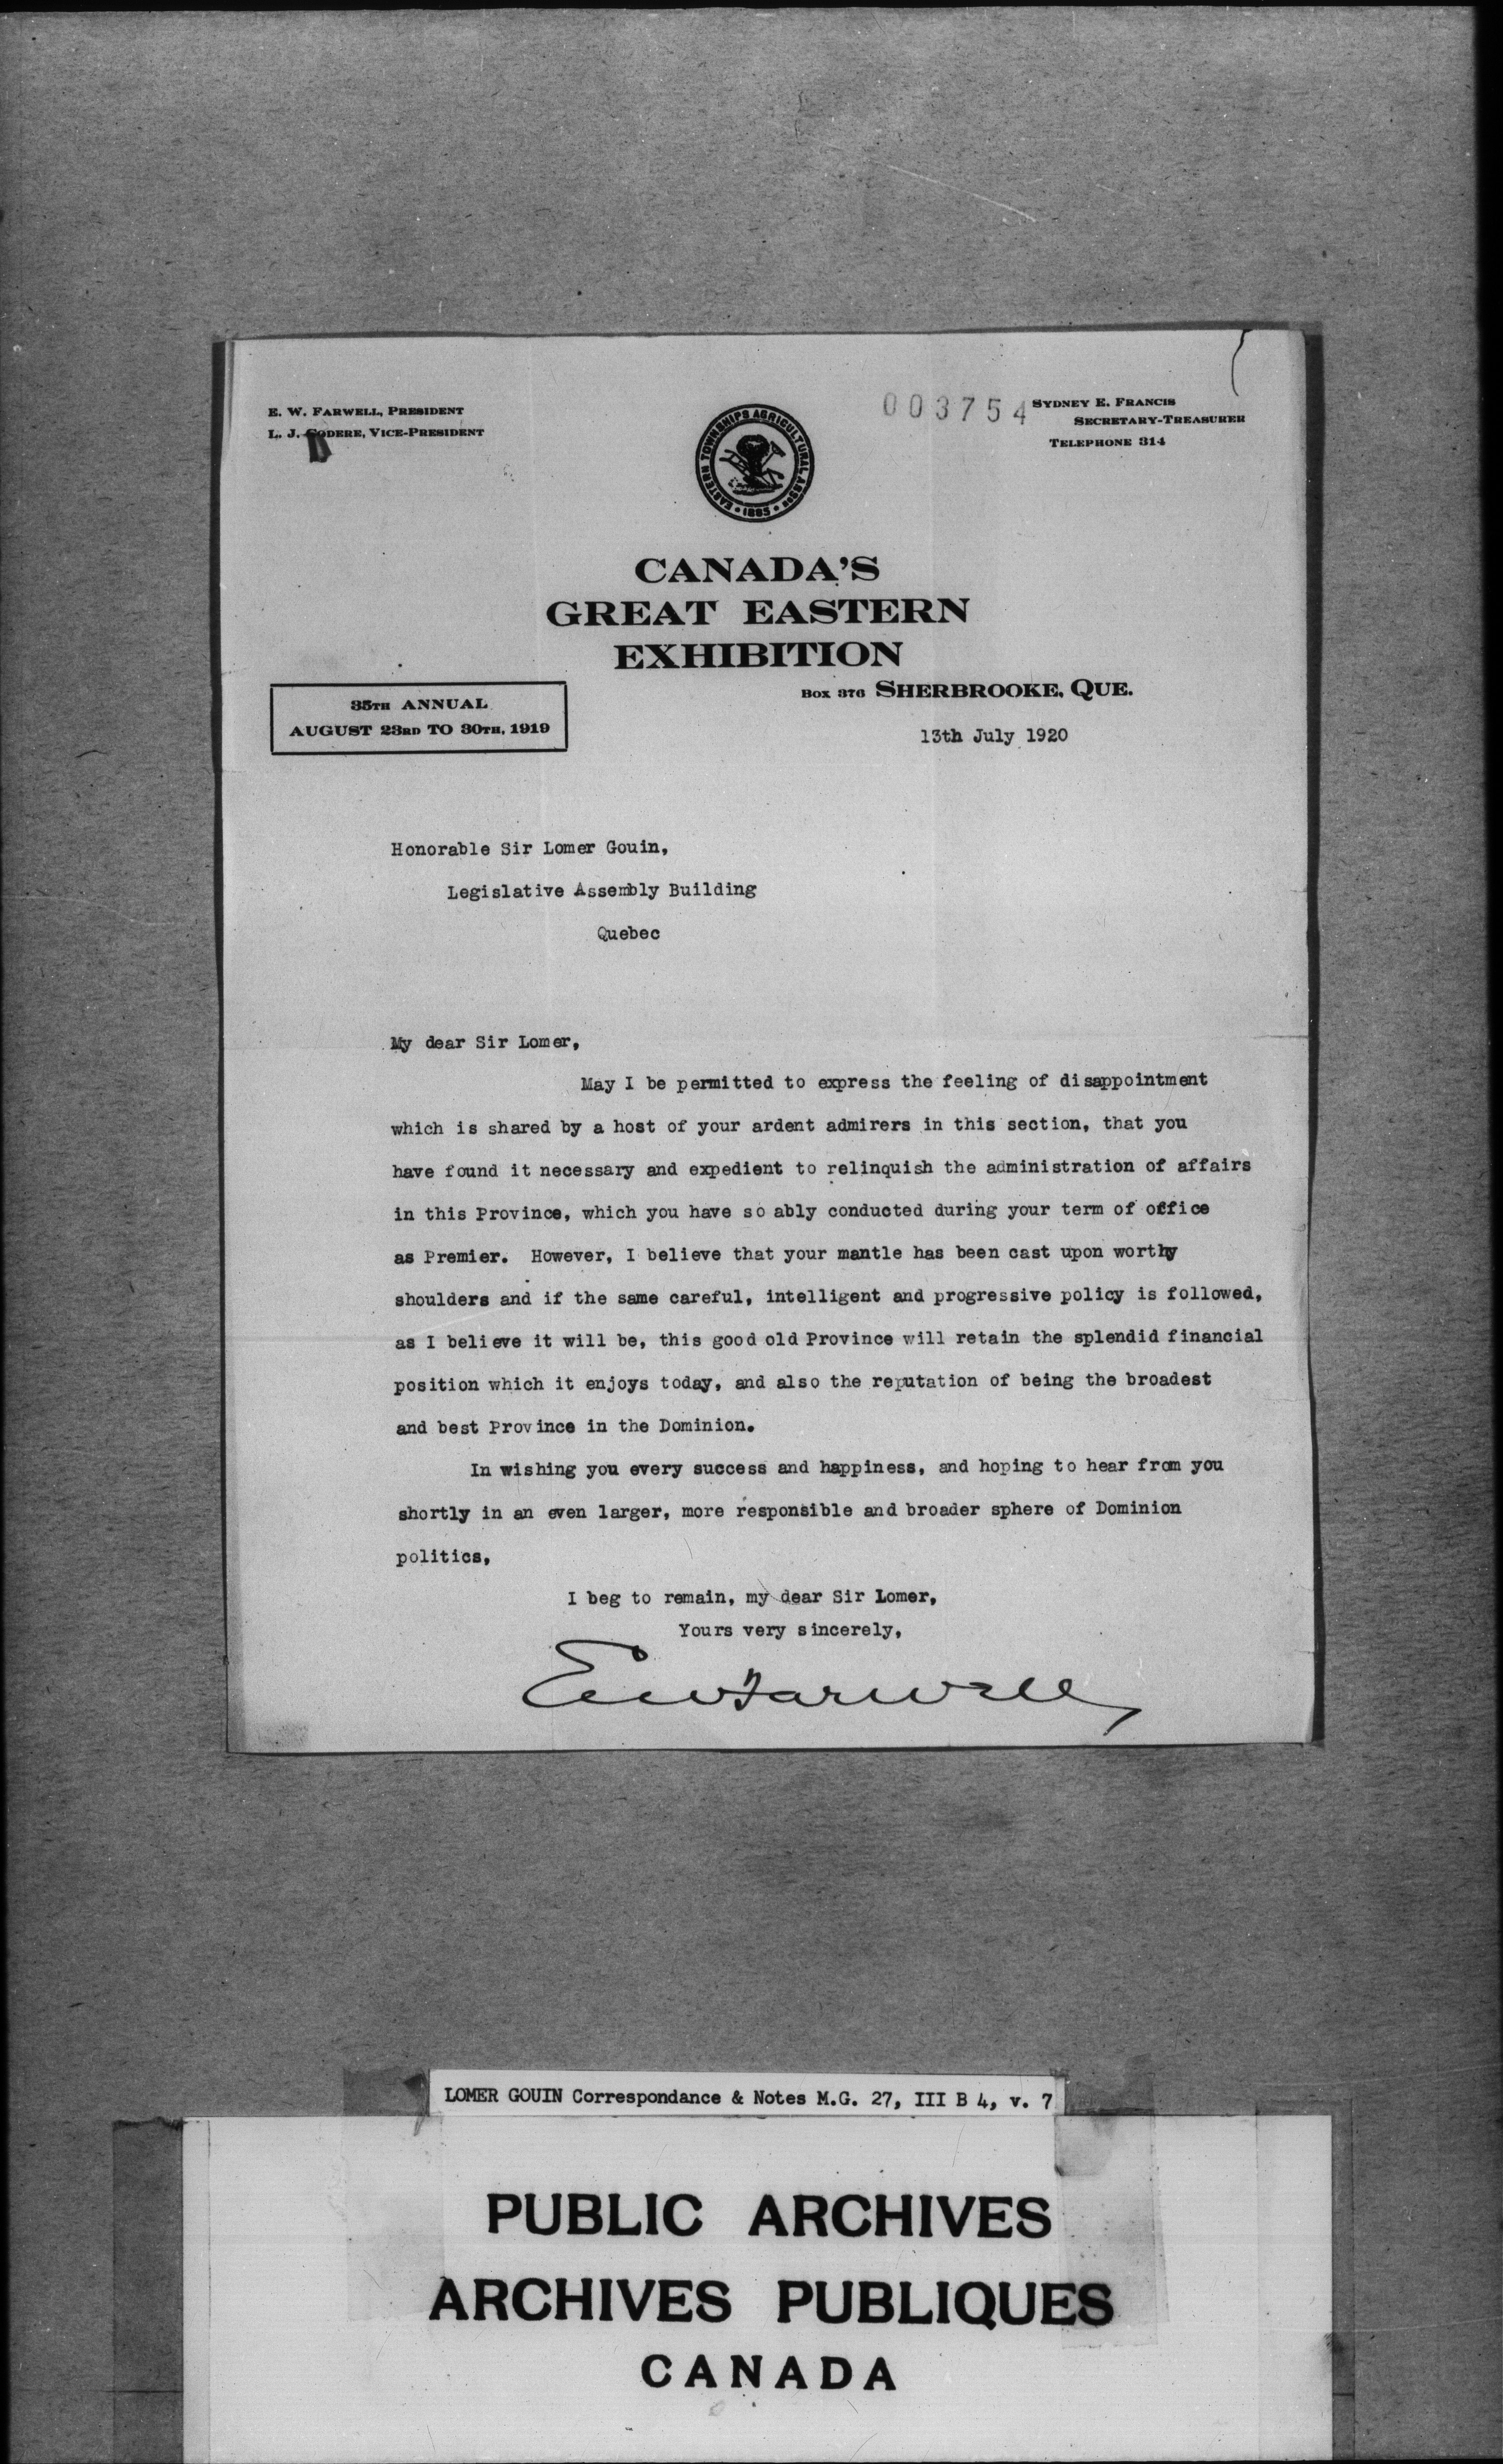 E. W. FARWELL, PRESIDENT
L. J. CODERE, VICE-PRESIDENT
EASTERN TOWNSHIPS AGRICULTURAL ASSON
1885
003754
SYDNEY E. FRANCIS
SECRETARY-TREASURER
TELEPHONE 314
CANADA'S
GREAT EASTERN
EXHIBITION
BOX 376 SHERBROOKE, QUE.
35TH ANNUAL
AUGUST 23RD TO 30TH, 1919
13th July 1920
Honorable Sir Lomer Gouin,
Legislative Assembly Building
Quebec
My dear Sir Lomer,
May I be permitted to express the feeling of disappointment
which is shared by a host of your ardent admirers in this section, that you
have found it necessary and expedient to relinquish the administration of affairs
in this Province, which you have so ably conducted during your term of office
as Premier. However, I believe that your mantle has been cast upon worthy
shoulders and if the same careful, intelligent and progressive policy is followed,
as I believe it will be, this good old Province will retain the splendid financial
position which it enjoys today, and also the reputation of being the broadest
and best Province in the Dominion.
In wishing you every success and happiness, and hoping to hear from you
shortly in an even larger, more responsible and broader sphere of Dominion
politics,
I beg to remain, my dear Sir Lomer,
Yours very sincerely,
EW Farwell
LOMER GOUIN Correspondance & Notes M.G. 27, III B 4, v. 7
PUBLIC ARCHIVES
ARCHIVES PUBLIQUES
CANADA